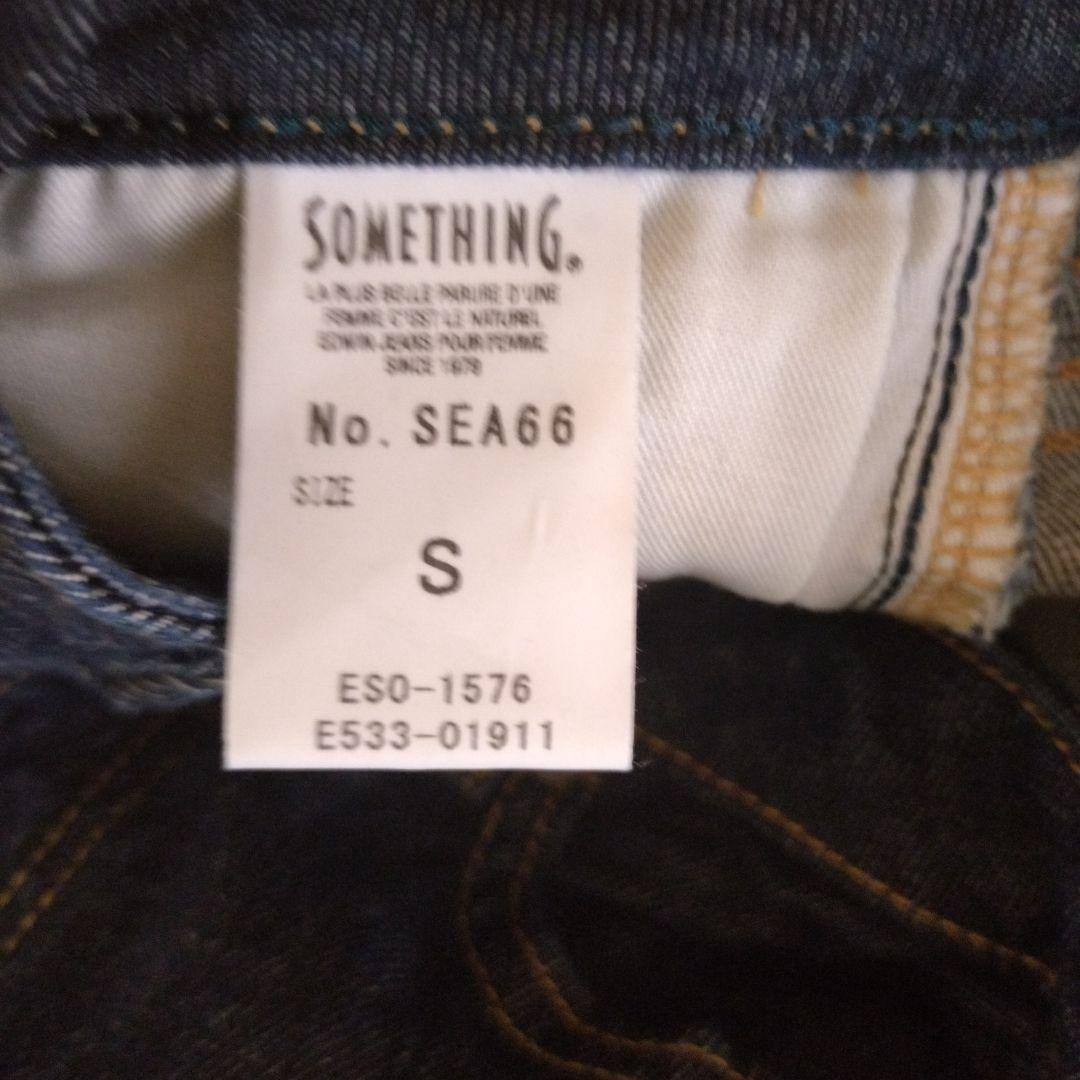 SOMETHING.
LA PLUS BELLE PARURE D'UNE
FEMME C'EST LE NATUREL
EDWIN JEANS POUR FEMME
SINCE 1978
No. SEA66
SIZE
S
ESO-1576
E533-01911